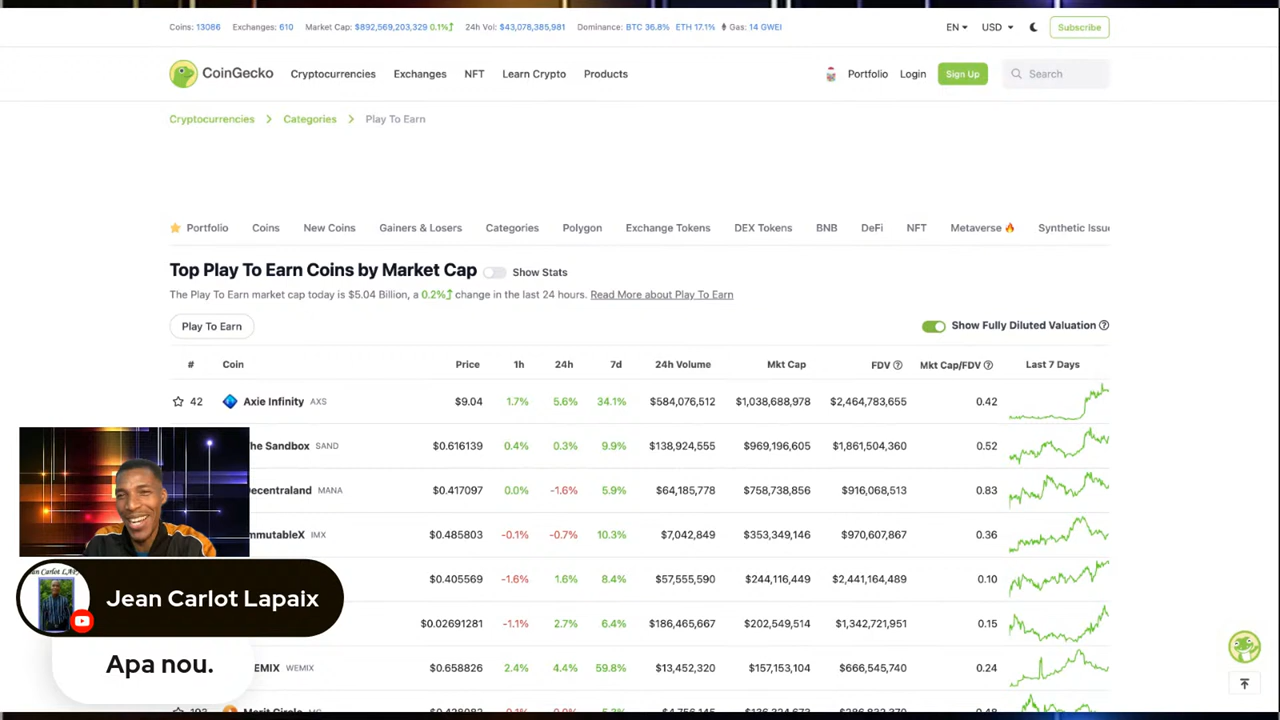 Coins: 13086 Exchanges: 610 Market Cap: $892,569,203,329 0.1% 24h Vol: $43,078,385,981 Dominance: BTC 36.8% ETH 17.1% Gas: 14 GWEI EN USD Subscribe
CoinGecko Cryptocurrencies Exchanges NFT Learn Crypto Products Portfolio Login Sign Up Search
Cryptocurrencies > Categories > Play To Earn
Portfolio Coins New Coins Gainers & Losers Categories Polygon Exchange Tokens DEX Tokens BNB DeFi NFT Metaverse 🔥 Synthetic Issue
Top Play To Earn Coins by Market Cap Show Stats
The Play To Earn market cap today is $5.04 Billion, a 0.2% change in the last 24 hours. Read More about Play To Earn
Play To Earn Show Fully Diluted Valuation
# Coin Price 1h 24h 7d 24h Volume Mkt Cap FDV Mkt Cap/FDV Last 7 Days
42 Axie Infinity AXS $9.04 1.7% 5.6% 34.1% $584,076,512 $1,038,688,978 $2,464,783,655 0.42
he Sandbox SAND $0.616139 0.4% 0.3% 9.9% $138,924,555 $969,196,605 $1,861,504,360 0.52
ecentraland MANA $0.417097 0.0% -1.6% 5.9% $64,185,778 $758,738,856 $916,068,513 0.83
mmutableX IMX $0.485803 -0.1% -0.7% 10.3% $7,042,849 $353,349,146 $970,607,867 0.36
$0.405569 -1.6% 1.6% 8.4% $57,555,590 $244,116,449 $2,441,164,489 0.10
$0.02691281 -1.1% 2.7% 6.4% $186,465,667 $202,549,514 $1,342,721,951 0.15
EMIX WEMIX $0.658826 2.4% 4.4% 59.8% $13,452,320 $157,153,104 $666,545,740 0.24
Merit Circle
Jean Carlot Lapaix
Apa nou.